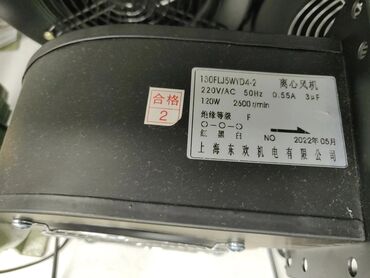 130FLJ5WYD4-2 离心风机
220V/AC 50Hz 0.55A 3μF
120W 2600r/min
绝缘等级 F
红 黑 白 NO 2022年05月
上海东政机电有限公司
合格
2